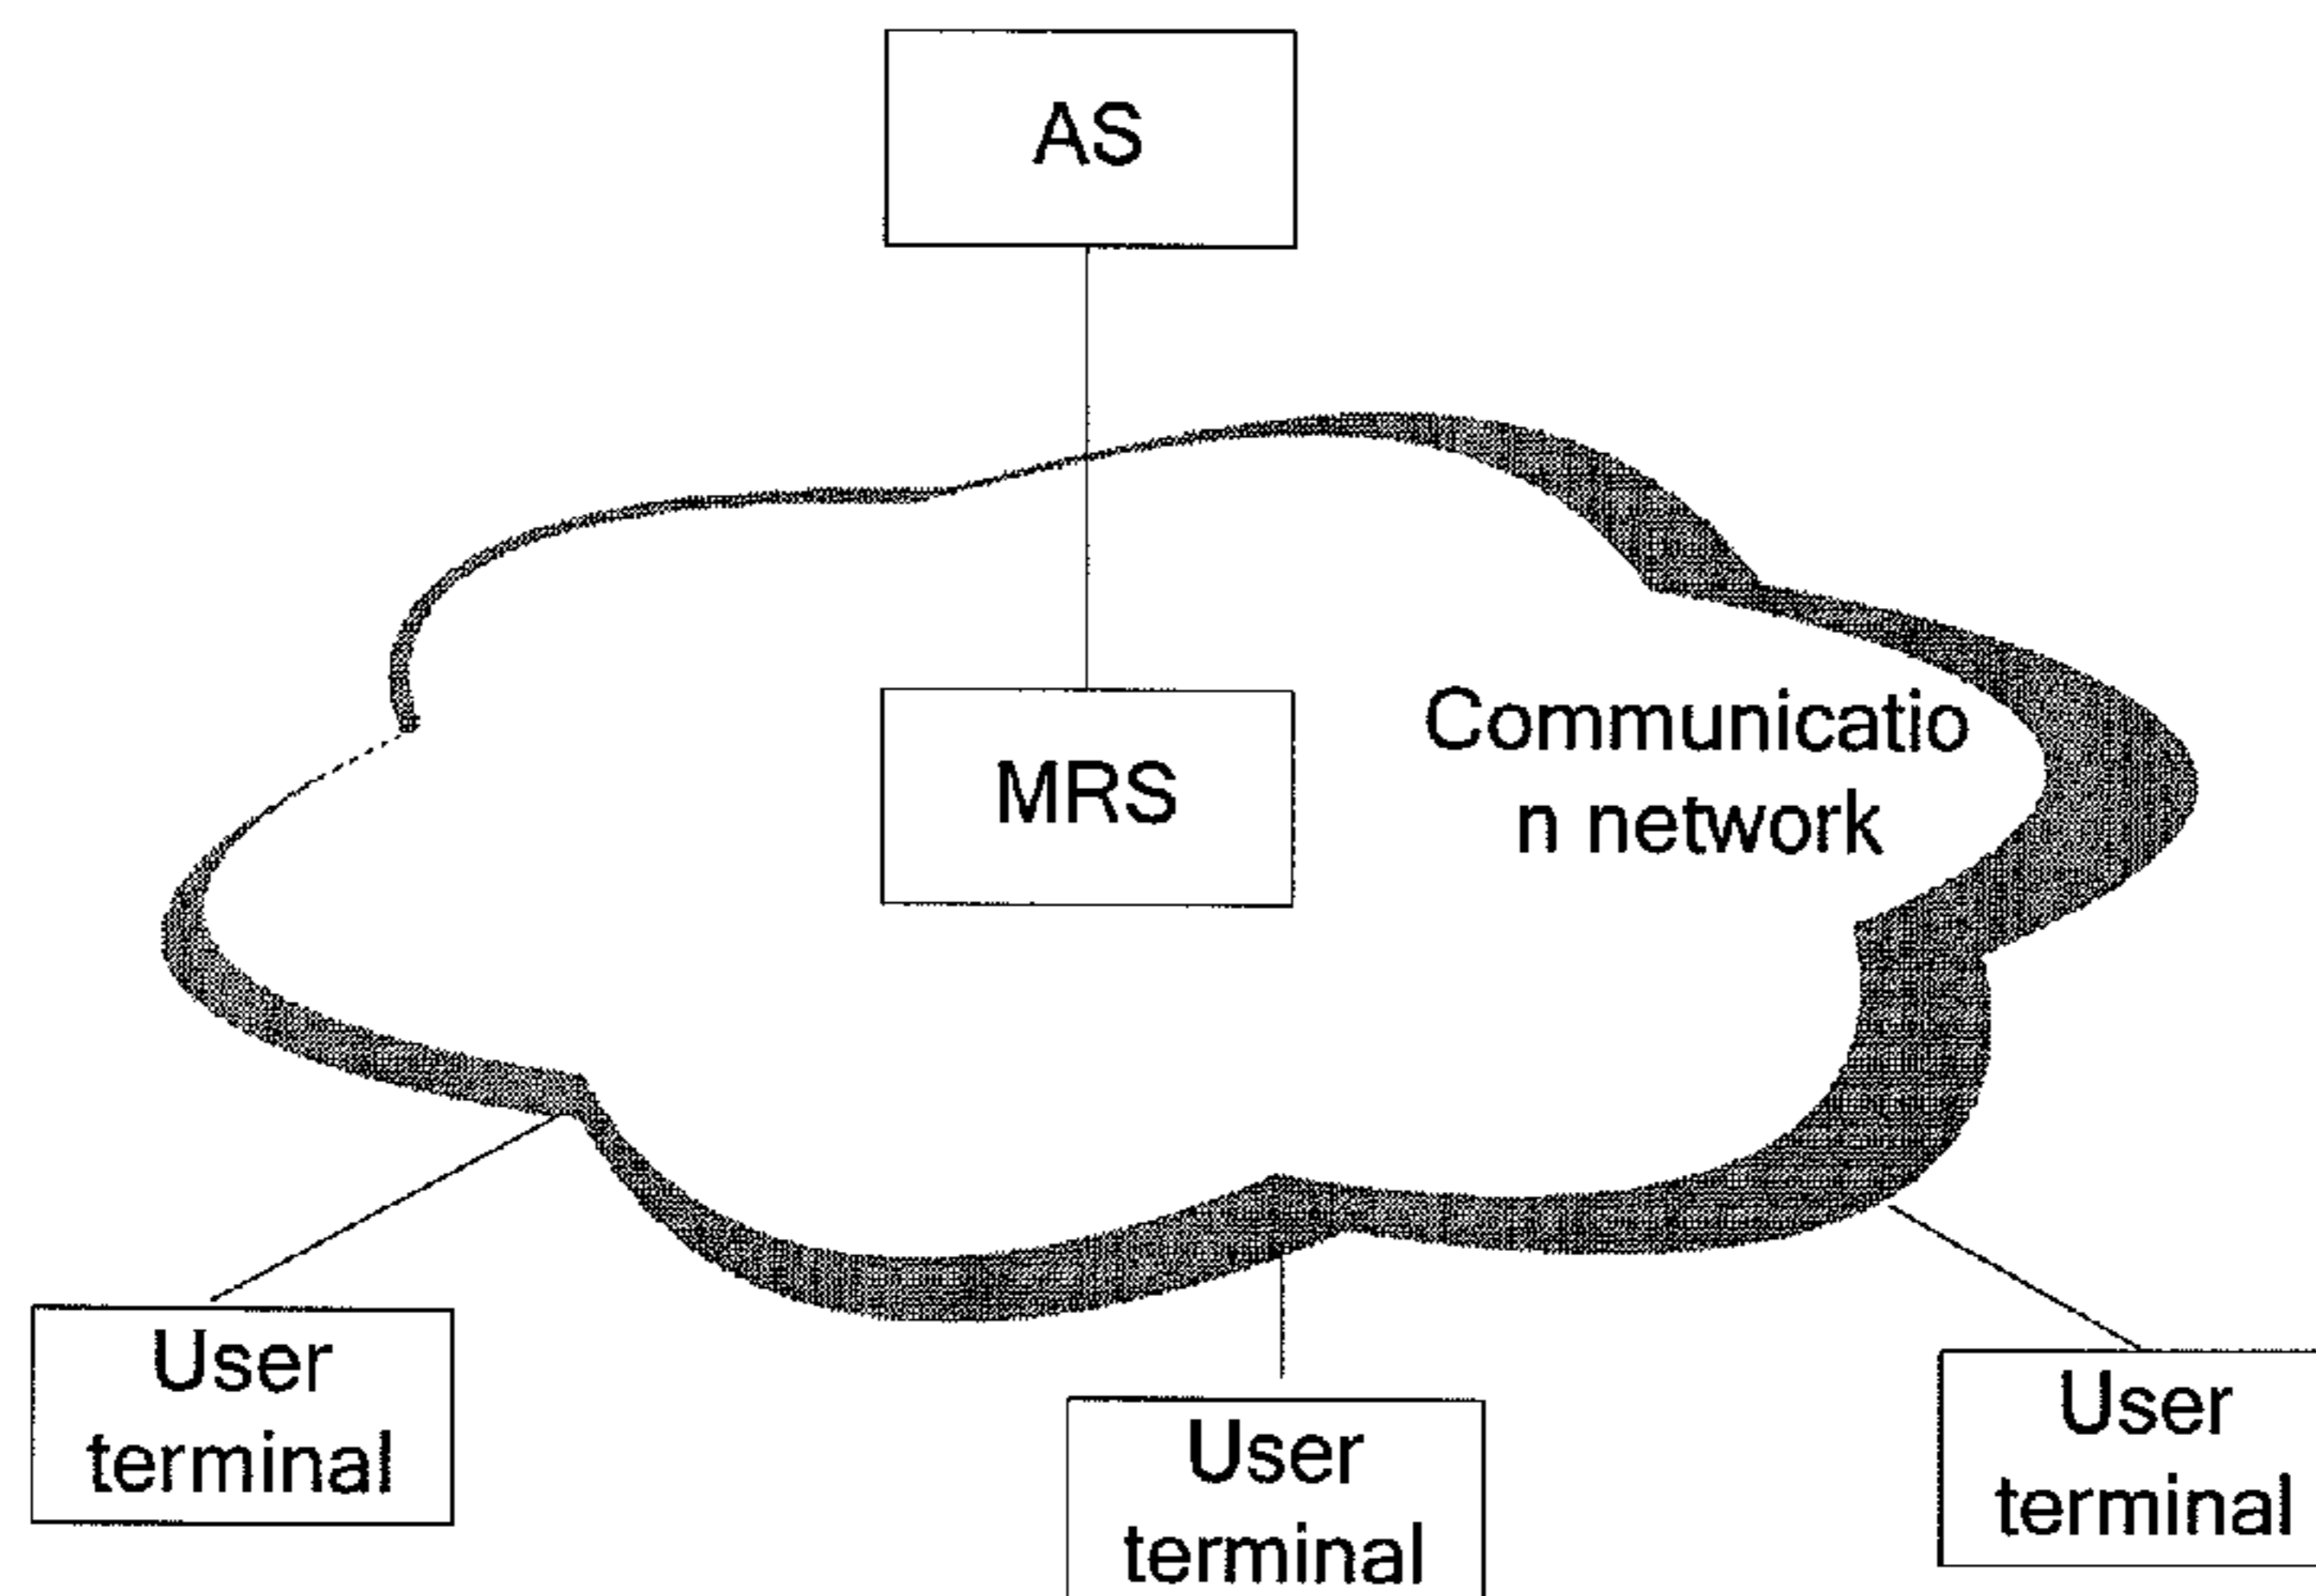 AS
MRS
Communicatio
n network
User
terminal
User
terminal
User
terminal